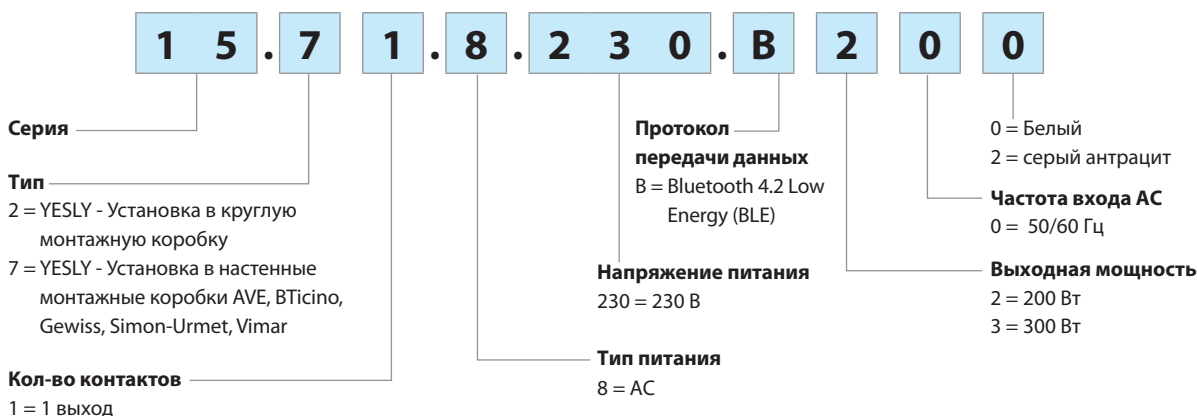 1 5 . 7 1 . 8 . 2 3 0 . B 2 0 0
Серия
Тип
2 = YESLY - Установка в круглую
монтажную коробку
7 = YESLY - Установка в настенные
монтажные коробки AVE, BTicino,
Gewiss, Simon-Urmet, Vimar
Кол-во контактов
1 = 1 выход
Протокол
передачи данных
B = Bluetooth 4.2 Low
Energy (BLE)
Напряжение питания
230 = 230 В
Тип питания
8 = AC
0 = Белый
2 = серый антрацит
Частота входа AC
0 = 50/60 Гц
Выходная мощность
2 = 200 Вт
3 = 300 Вт